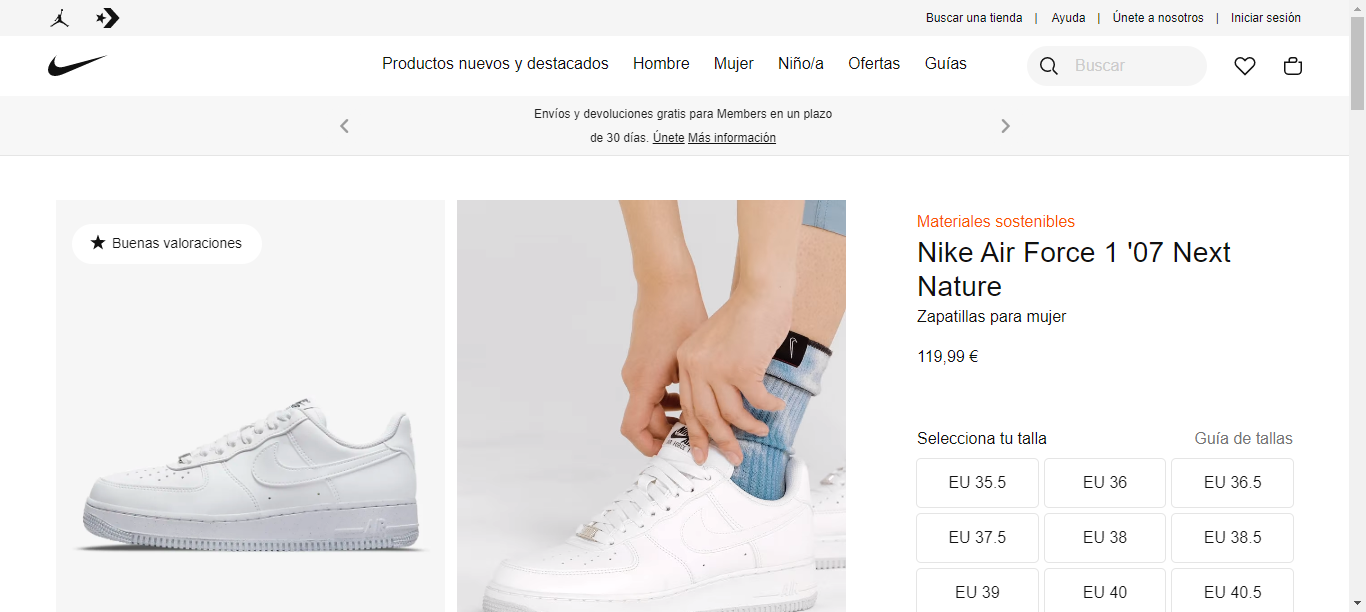 Buscar una tienda | Ayuda | Únete a nosotros | Iniciar sesión
Productos nuevos y destacados Hombre Mujer Niño/a Ofertas Guías Buscar
Envíos y devoluciones gratis para Members en un plazo
de 30 días. Únete Más información
★ Buenas valoraciones
Materiales sostenibles
Nike Air Force 1 '07 Next
Nature
Zapatillas para mujer
119,99 €
Selecciona tu talla Guía de tallas
EU 35.5 EU 36 EU 36.5
EU 37.5 EU 38 EU 38.5
EU 39 EU 40 EU 40.5